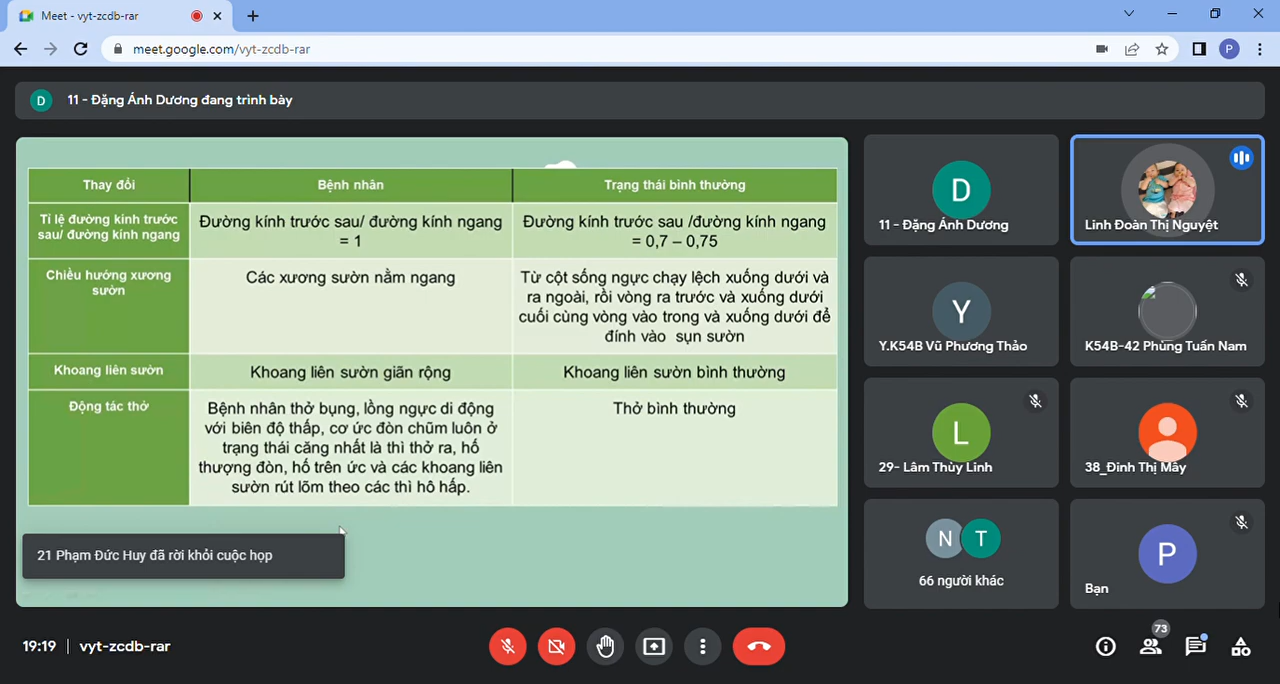 Meet - vyt-zcdb-rar
meet.google.com/vyt-zcdb-rar
P
D
11 - Đặng Ánh Dương đang trình bày
Thay đổi
Bệnh nhân
Trạng thái bình thường
Tỉ lệ đường kính trước
sau/ đường kính ngang
Đường kính trước sau/ đường kính ngang
= 1
Đường kính trước sau /đường kính ngang
= 0,7 – 0,75
Chiều hướng xương
sườn
Các xương sườn nằm ngang
Từ cột sống ngực chạy lệch xuống dưới và
ra ngoài, rồi vòng ra trước và xuống dưới
cuối cùng vòng vào trong và xuống dưới để
đính vào sụn sườn
Khoang liên sườn
Khoang liên sườn giãn rộng
Khoang liên sườn bình thường
Động tác thở
Bệnh nhân thở bụng, lồng ngực di động
với biên độ thấp, cơ ức đòn chũm luôn ở
trạng thái căng nhất là thì thở ra, hố
thượng đòn, hố trên ức và các khoang liên
sườn rút lõm theo các thì hô hấp.
Thở bình thường
21 Phạm Đức Huy đã rời khỏi cuộc họp
D
11 - Đặng Ánh Dương
Linh Đoàn Thị Nguyệt
Y
Y.K54B Vũ Phương Thảo
K54B-42 Phùng Tuấn Nam
L
29- Lâm Thùy Linh
38_Đinh Thị Mây
N T
66 người khác
P
Bạn
19:19 | vyt-zcdb-rar
73